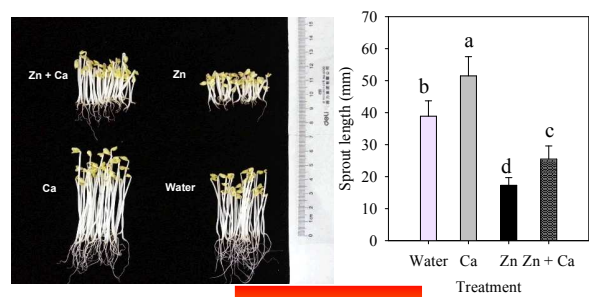 Zn + Ca
Zn
Ca
Water
Sprout length (mm)
70
60
50
40
30
20
10
0
b
a
d
c
Water Ca Zn Zn + Ca
Treatment